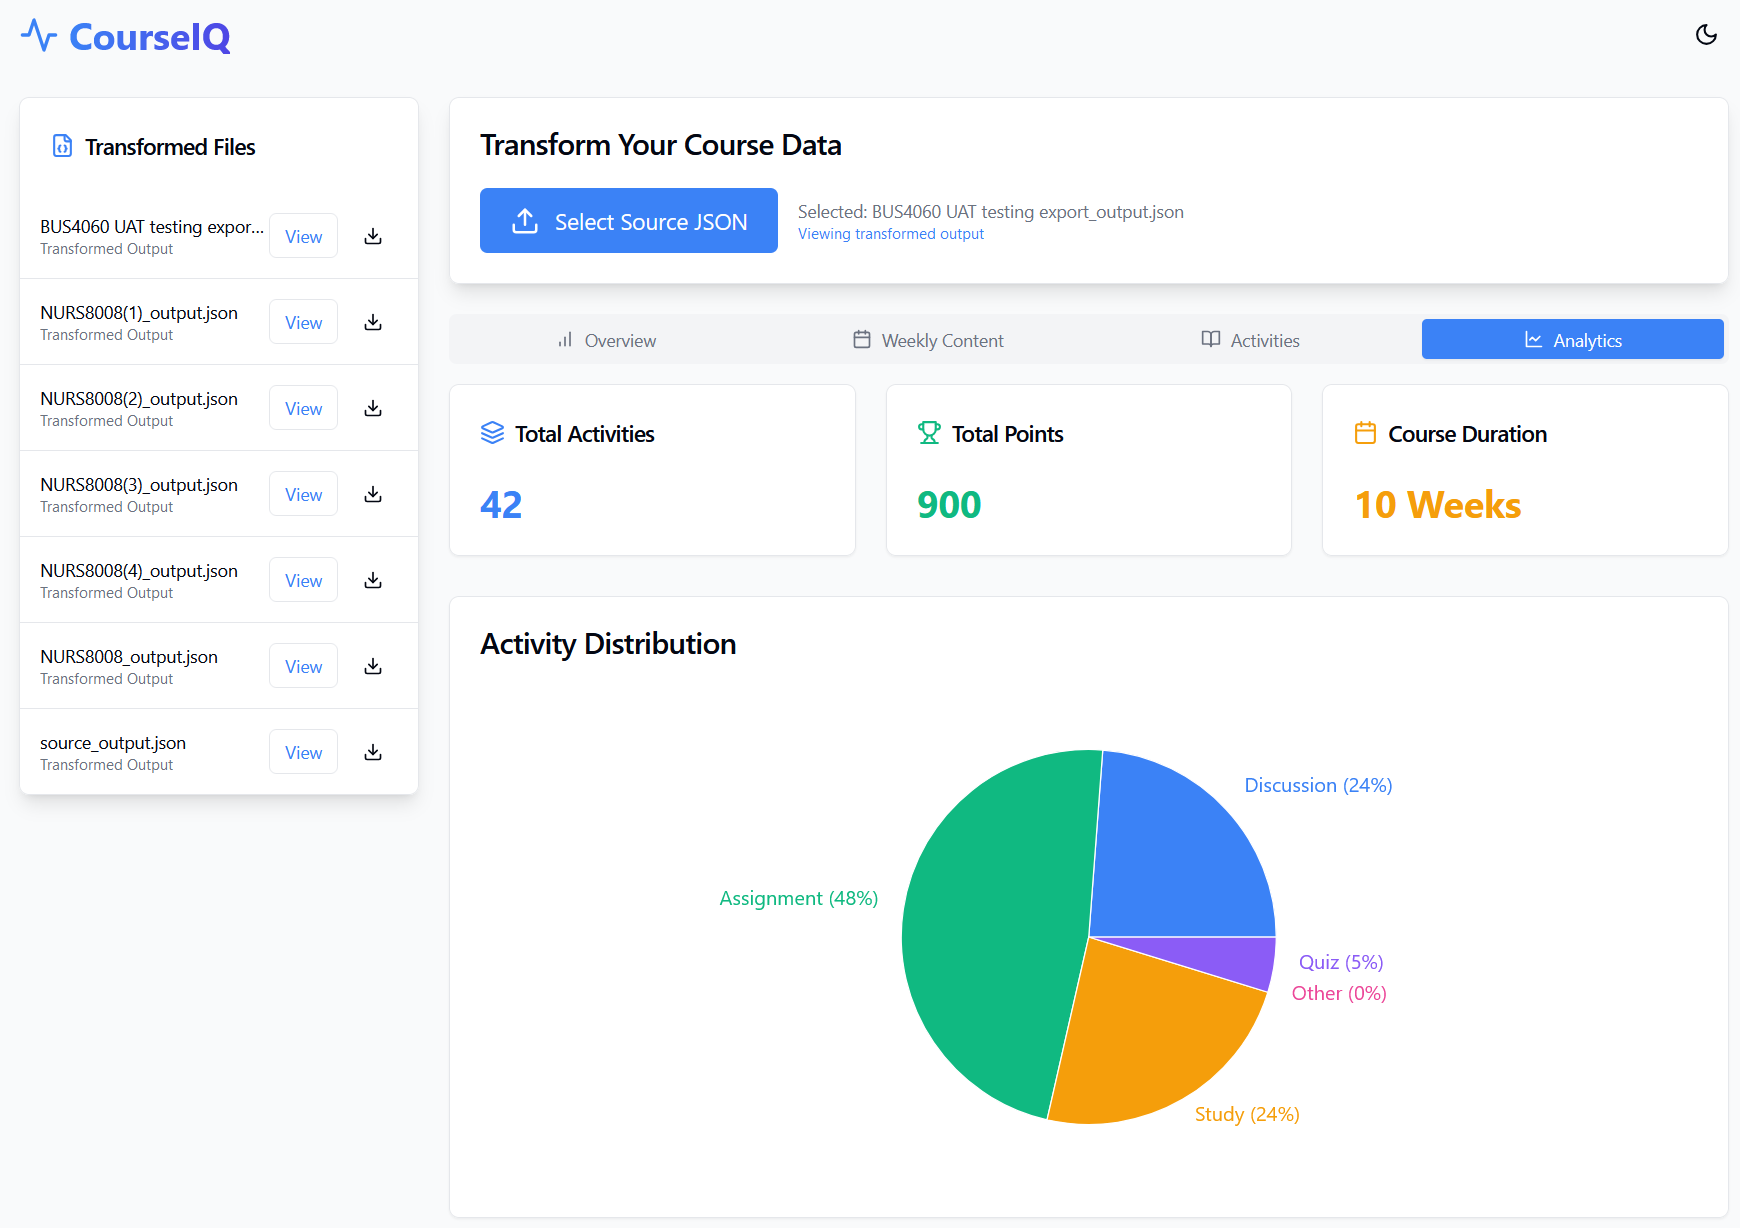 CourseIQ
Transformed Files
BUS4060 UAT testing expor...
Transformed Output
View
NURS8008(1)_output.json
Transformed Output
View
NURS8008(2)_output.json
Transformed Output
View
NURS8008(3)_output.json
Transformed Output
View
NURS8008(4)_output.json
Transformed Output
View
NURS8008_output.json
Transformed Output
View
source_output.json
Transformed Output
View
Transform Your Course Data
Select Source JSON
Selected: BUS4060 UAT testing export_output.json
Viewing transformed output
Overview
Weekly Content
Activities
Analytics
Total Activities
42
Total Points
900
Course Duration
10 Weeks
Activity Distribution
Discussion (24%)
Assignment (48%)
Quiz (5%)
Other (0%)
Study (24%)